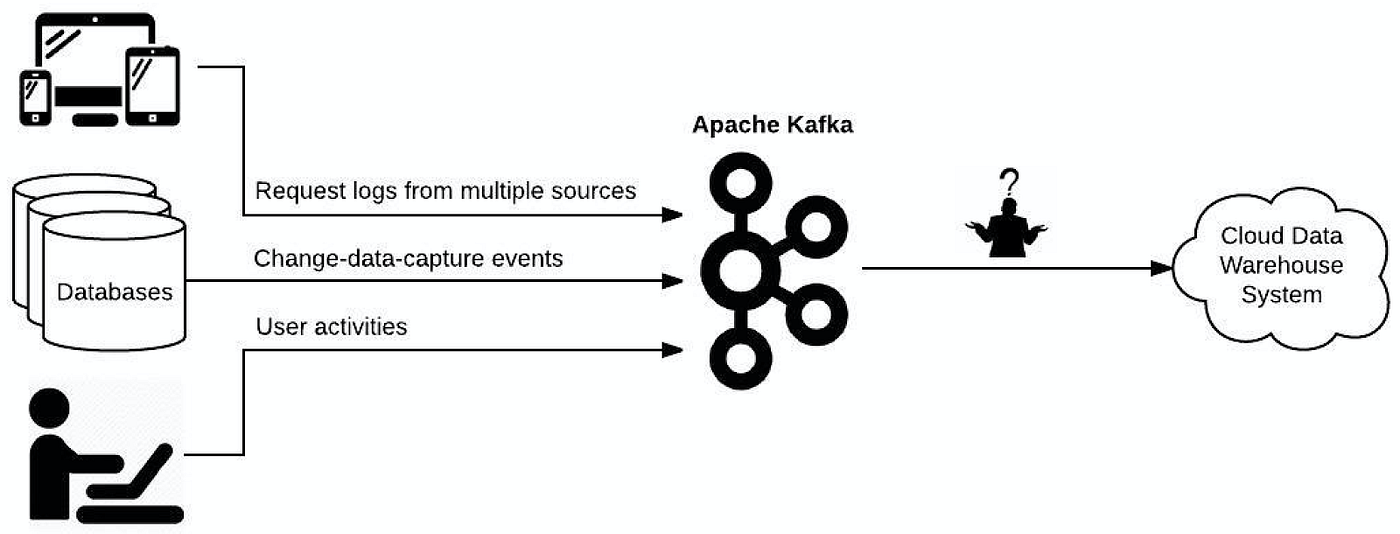 Apache Kafka
Request logs from multiple sources
?
Cloud Data
Warehouse
System
Change-data-capture events
Databases
User activities